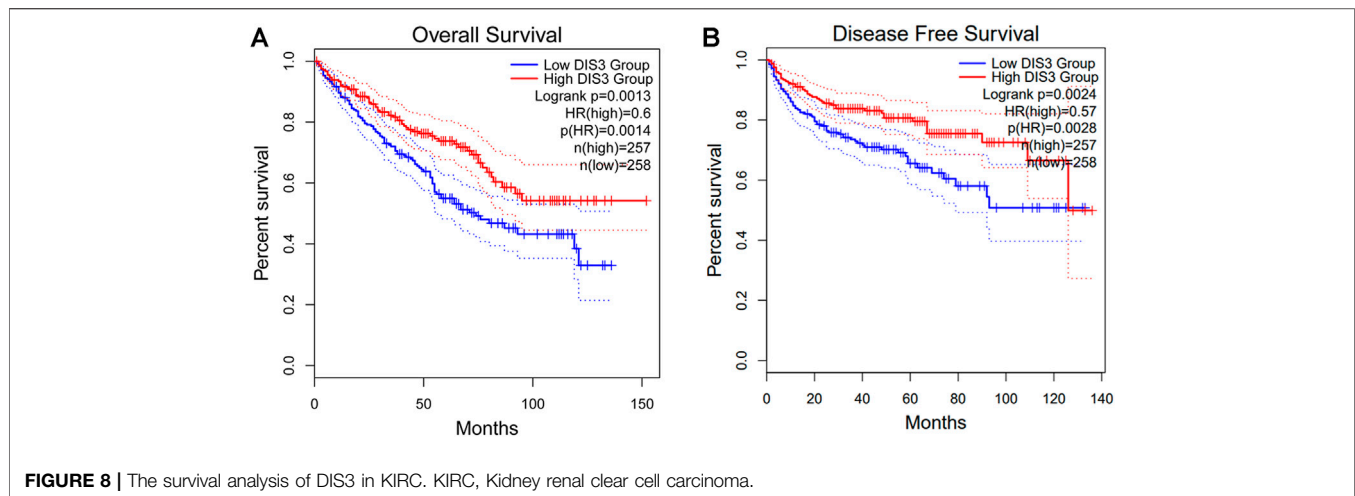 A
Overall Survival
Low DIS3 Group
High DIS3 Group
Logrank p=0.0013
HR(high)=0.6
p(HR)=0.0014
n(high)=257
n(low)=258
Percent survival
1.0
0.8
0.6
0.4
0.2
0.0
0 50 100 150
Months
B
Disease Free Survival
Low DIS3 Group
High DIS3 Group
Logrank p=0.0024
HR(high)=0.57
p(HR)=0.0028
n(high)=257
n(low)=258
Percent survival
1.0
0.8
0.6
0.4
0.2
0.0
0 20 40 60 80 100 120 140
Months
FIGURE 8 | The survival analysis of DIS3 in KIRC. KIRC, Kidney renal clear cell carcinoma.